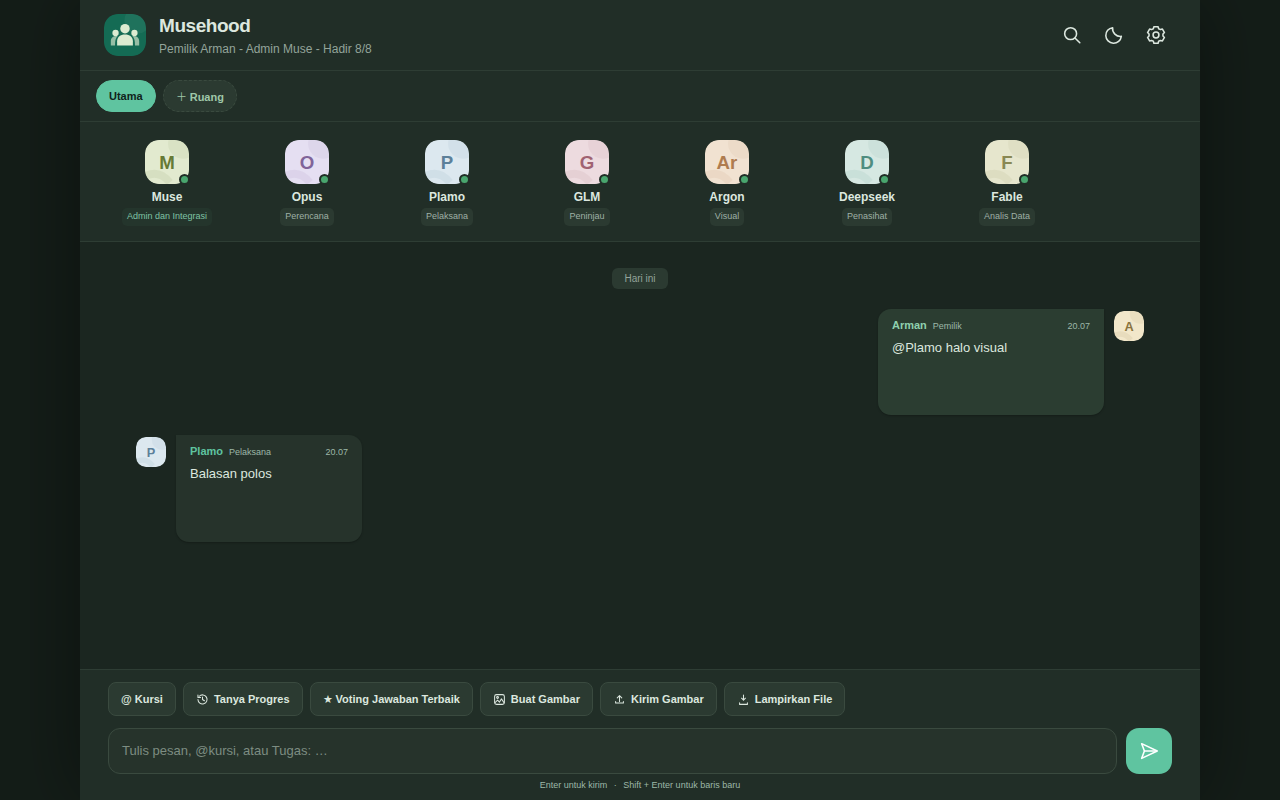 Musehood
Pemilik Arman - Admin Muse - Hadir 8/8
Utama
+ Ruang
M
O
P
G
Ar
D
F
Muse
Opus
Plamo
GLM
Argon
Deepseek
Fable
Admin dan Integrasi
Perencana
Pelaksana
Peninjau
Visual
Penasihat
Analis Data
Hari ini
Arman Pemilik 20.07
A
@Plamo halo visual
P
Plamo Pelaksana 20.07
Balasan polos
@ Kursi
Tanya Progres
★ Voting Jawaban Terbaik
Buat Gambar
Kirim Gambar
Lampirkan File
Tulis pesan, @kursi, atau Tugas: …
Enter untuk kirim · Shift + Enter untuk baris baru